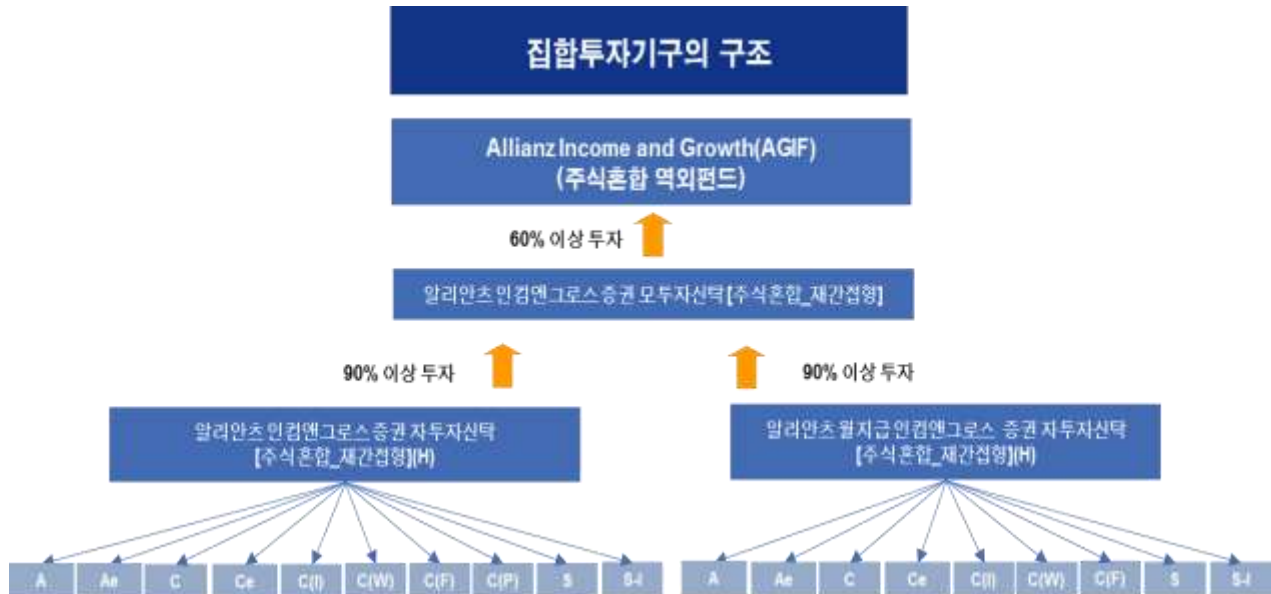 집합투자기구의 구조
Allianz Income and Growth(AGIF)
(주식혼합 역외펀드)
60% 이상 투자
알리안츠 인컴앤그로스 증권 모투자신탁[주식혼합_재간접형]
90% 이상 투자
90% 이상 투자
알리안츠 인컴앤그로스 증권 자투자신탁
[주식혼합_재간접형](H)
알리안츠 월지급 인컴앤그로스 증권 자투자신탁
[주식혼합_재간접형](H)
A Ae C Ce C(I) C(W) C(F) C(P) S S-I
A Ae C Ce C(I) C(W) C(F) S S-I